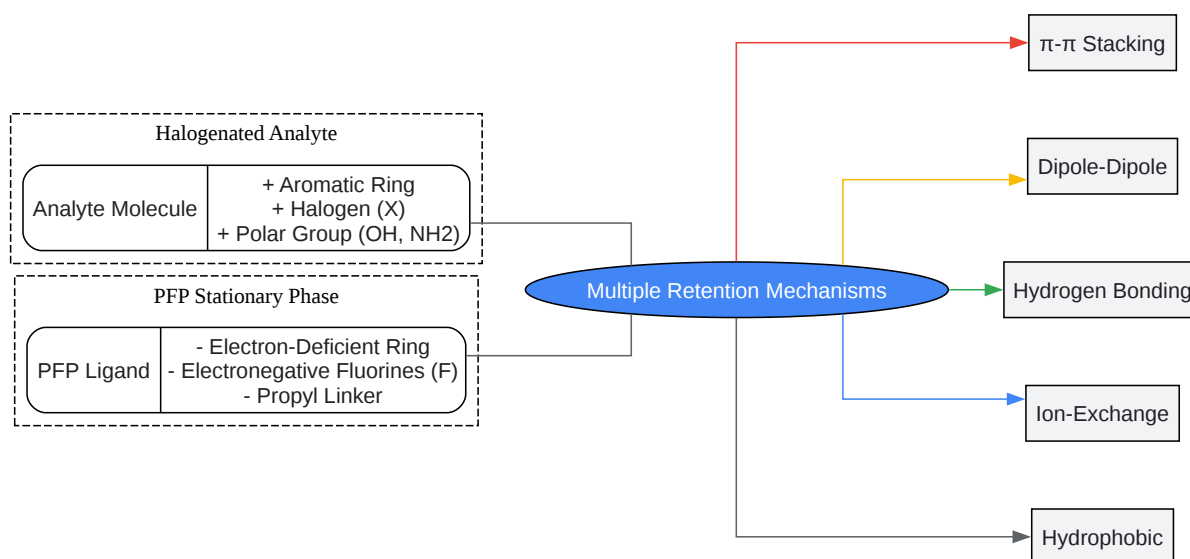 Halogenated Analyte
Analyte Molecule
+ Aromatic Ring
+ Halogen (X)
+ Polar Group (OH, NH2)
PFP Stationary Phase
PFP Ligand
- Electron-Deficient Ring
- Electronegative Fluorines (F)
- Propyl Linker
Multiple Retention Mechanisms
π-π Stacking
Dipole-Dipole
Hydrogen Bonding
Ion-Exchange
Hydrophobic